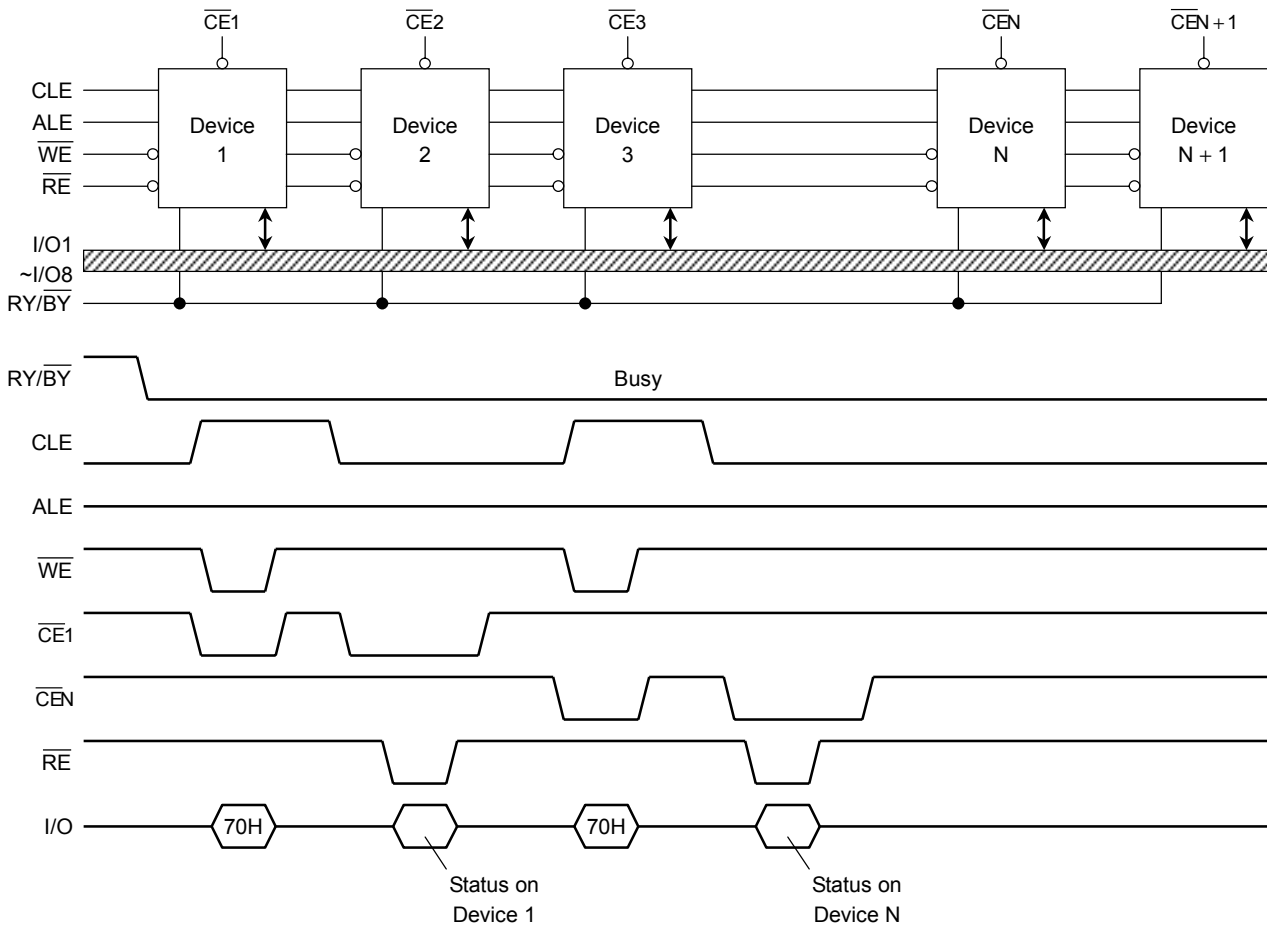 CE1 CE2 CE3 CEN CEN + 1
CLE
ALE
WE
RE
Device 1
Device 2
Device 3
Device N
Device N + 1
I/O1
~I/O8
RY/BY
RY/BY Busy
CLE
ALE
WE
CE1
CEN
RE
I/O 70H 70H
Status on
Device 1
Status on
Device N